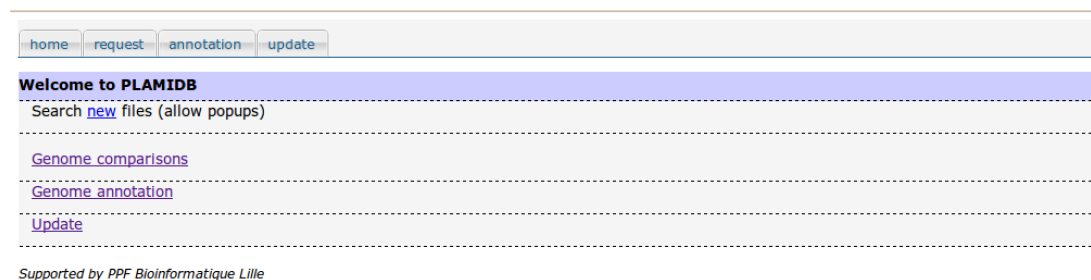 home request annotation update
Welcome to PLAMIDB
Search new files (allow popups)
Genome comparisons
Genome annotation
Update
Supported by PPF Bioinformatique Lille